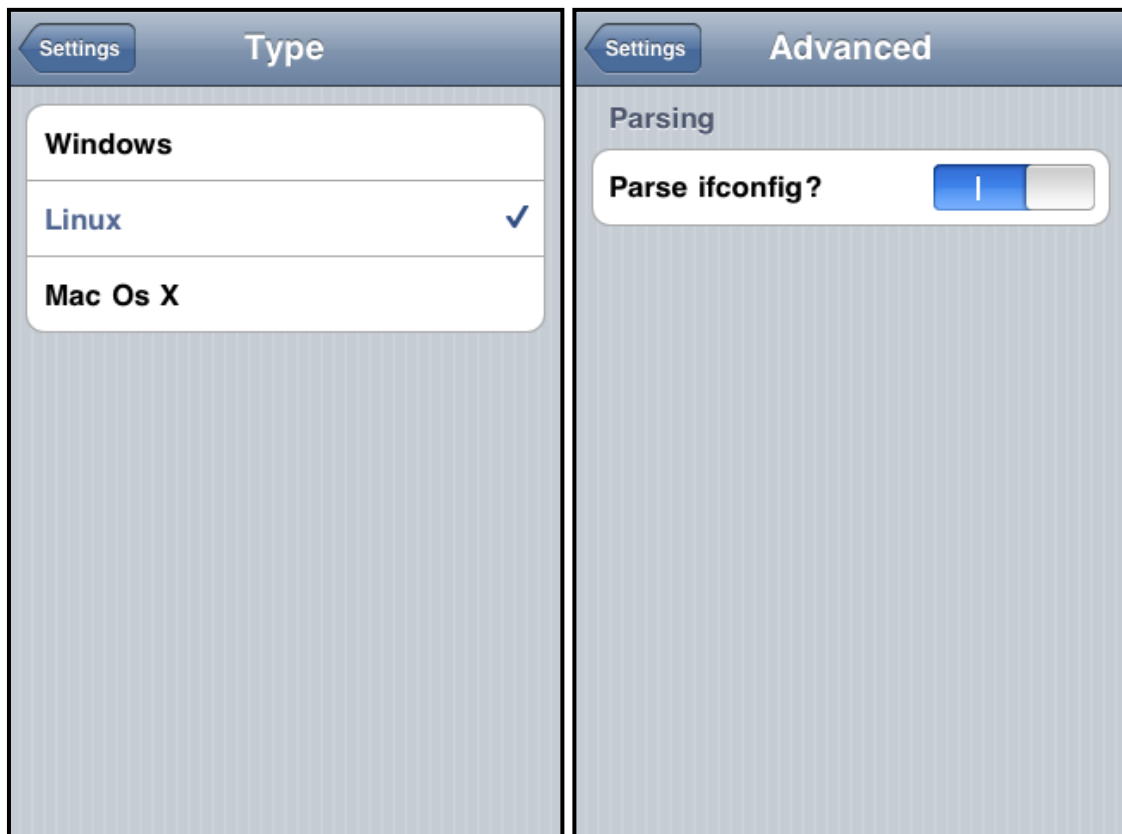 Settings
Type
Windows
Linux
Mac Os X
Settings
Advanced
Parsing
Parse ifconfig?